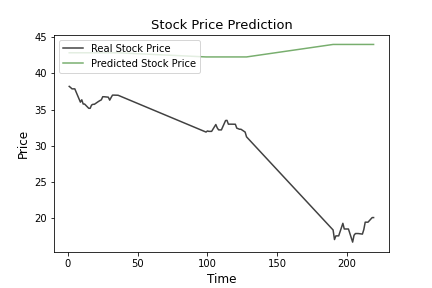 Stock Price Prediction
Real Stock Price
Predicted Stock Price
Price
45
40
35
30
25
20
0 50 100 150 200
Time